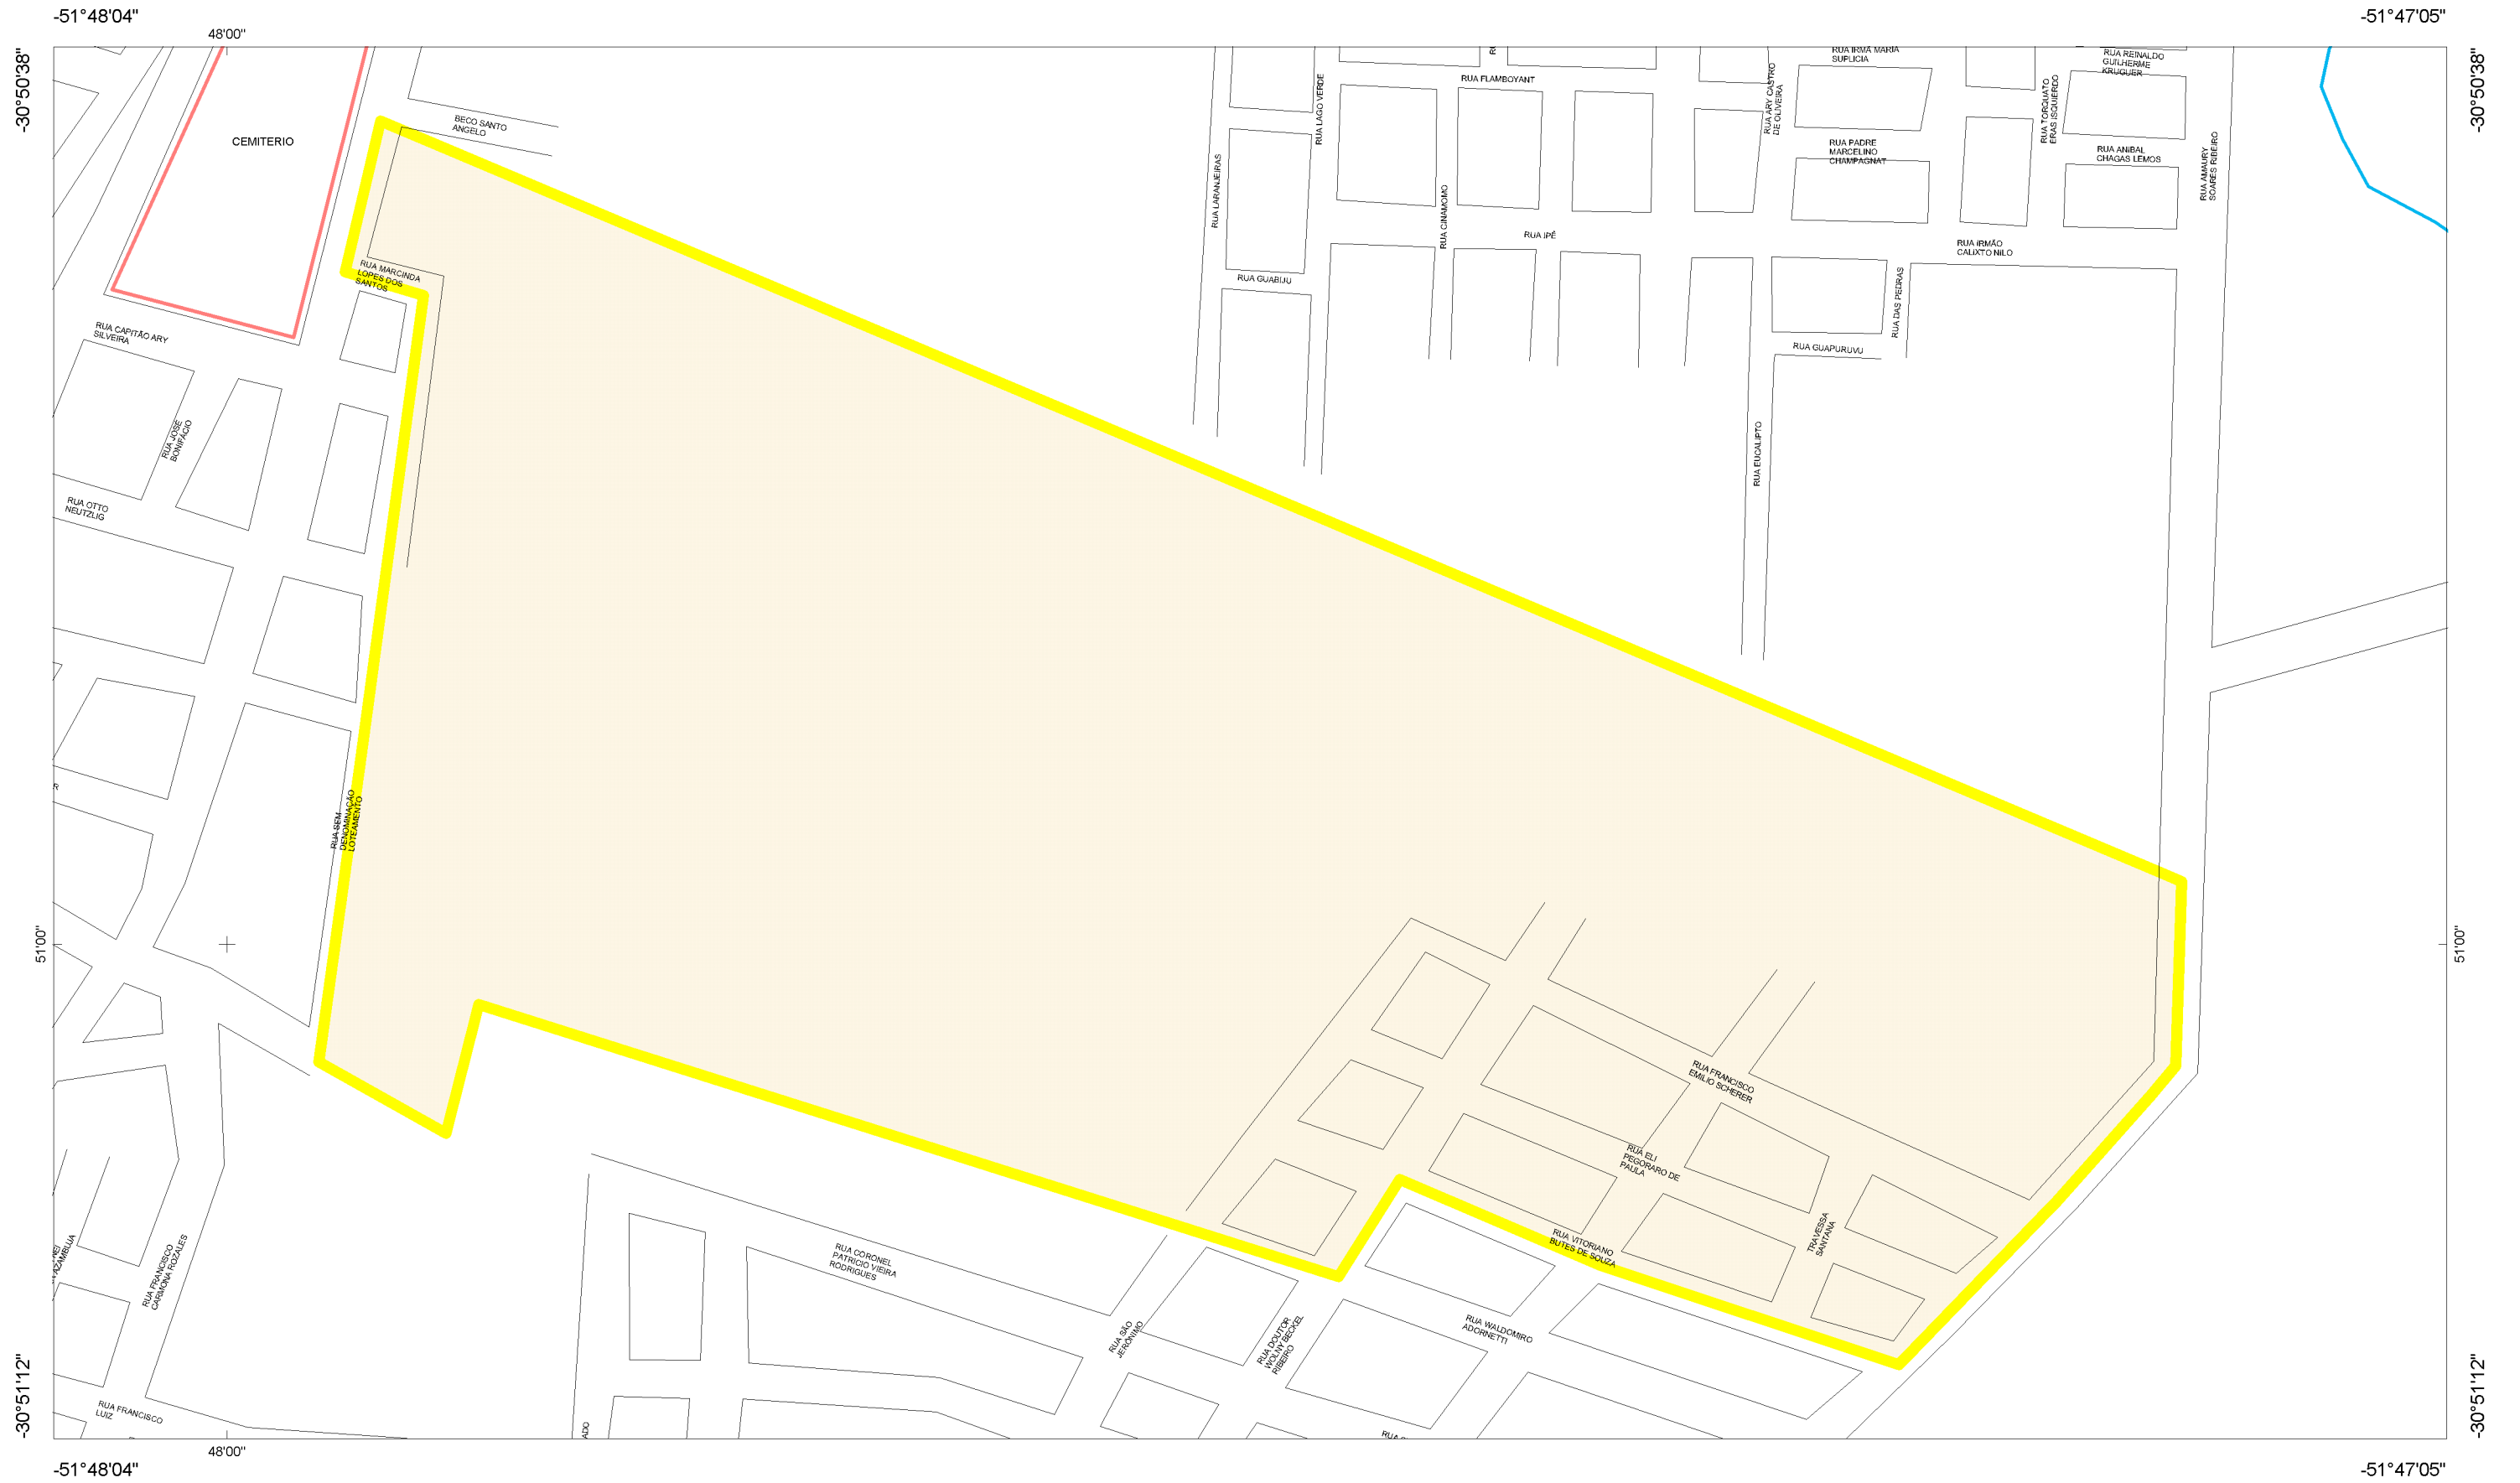 -51°48'04"
-51°47'05"
48'00"
-30°50'38"
-30°50'38"
RUA IRMÃ MARIA
SUPLICIA
RUA REINALDO
GUILHERME
KRUGUER
RUA FLAMBOYANT
RUA LAGO VERDE
RUA ARY CASTRO
DE OLIVEIRA
RUA TORQUATO
ERAS ISQUIERDO
BECO SANTO
ANGELO
CEMITERIO
RUA PADRE
MARCELINO
CHAMPAGNAT
RUA ANIBAL
CHAGAS LEMOS
RUA AMAURY
SOARES RIBEIRO
RUA LARANJEIRAS
RUA CINAMOMO
RUA IPÊ
RUA IRMÃO
CALIXTO NILO
RUA MARCINDA
LOPES DOS
SANTOS
RUA GUABIJU
RUA DAS PEDRAS
RUA CAPITÃO ARY
SILVEIRA
RUA GUAPURUVU
RUA JOSÉ
BONIFÁCIO
RUA EUCALIPTO
RUA OTTO
NEUTZLIG
R
RUA SEM
DENOMINAÇÃO
LOTEAMENTO
51'00"
51'00"
RUA FRANCISCO
EMILIO SCHERER
RUA ELI
PEGORARO DE
PAULA
TRAVESSA
SANTANA
RUA VITORIANO
BUTES DE SOUZA
RUA CORONEL
PATRICIO VIEIRA
RODRIGUES
NEI
AZAMBUJA
RUA FRANCISCO
CARMONA ROZALES
RUA SÃO
JERÔNIMO
RUA DOUTOR
WOLNY BECKEL
RIBEIRO
RUA WALDOMIRO
ADORNETTI
RUA FRANCISCO
LUIZ
ADO
RUA
-30°51'12"
-30°51'12"
48'00"
-51°48'04"
-51°47'05"